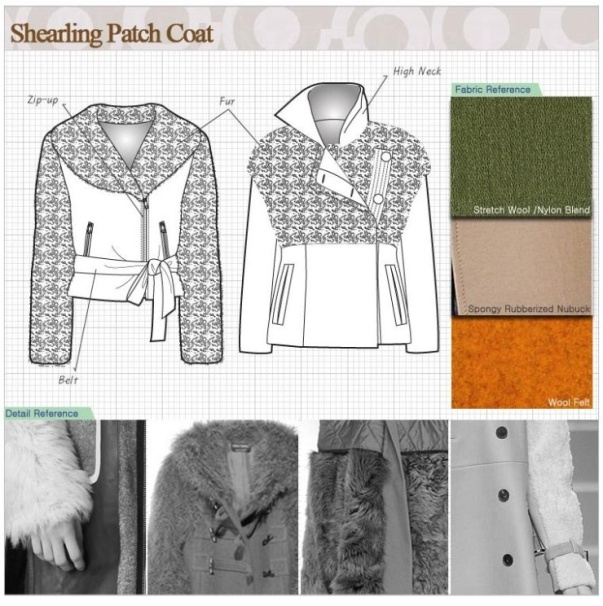 Shearling Patch Coat
High Neck
Zip-up
Fur
Fabric Reference
Stretch Wool /Nylon Blend
Spongy Rubberized Nubuck
Wool Felt
Belt
Detail Reference